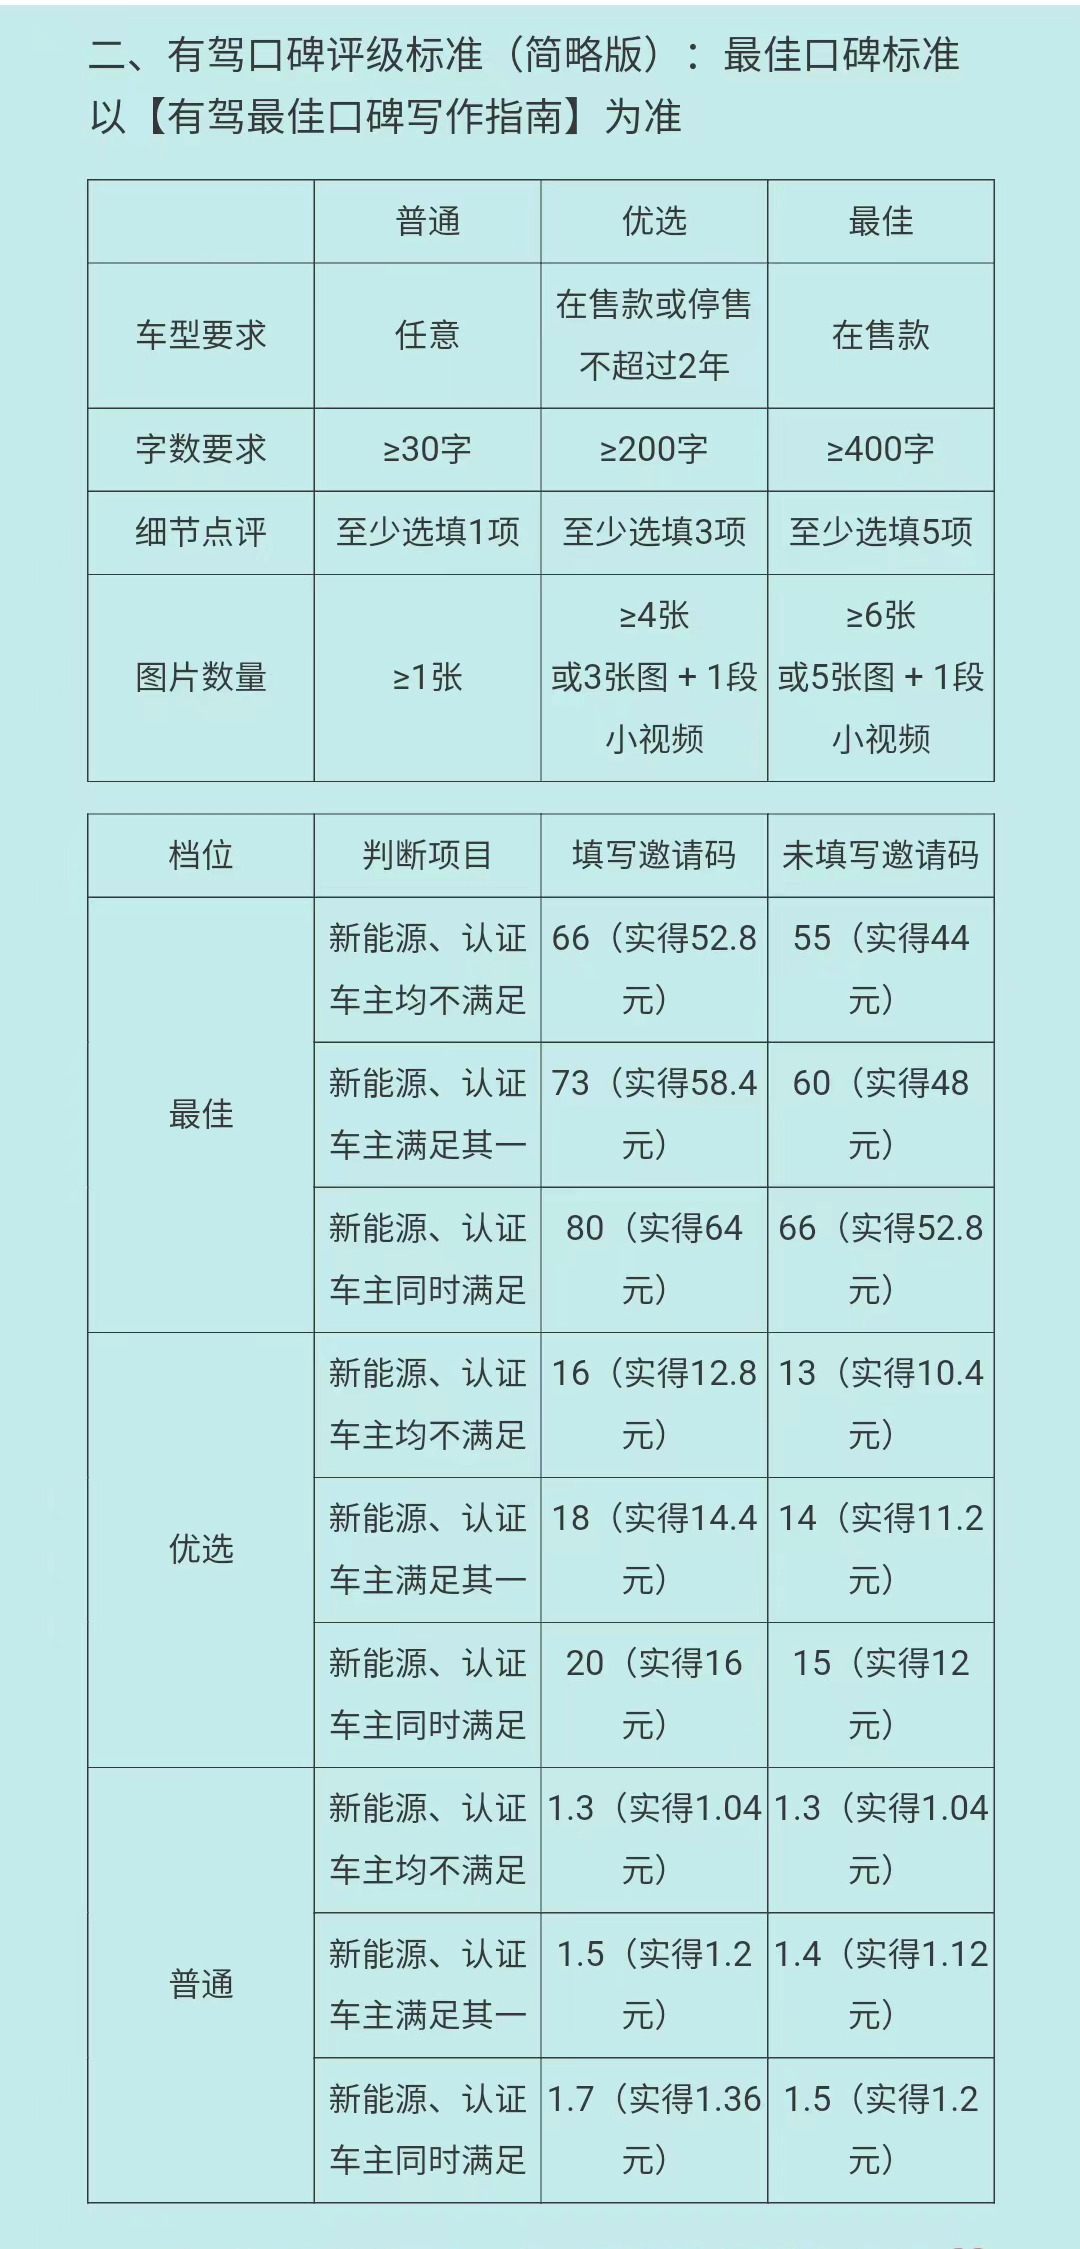 二、有驾口碑评级标准（简略版）：最佳口碑标准
以【有驾最佳口碑写作指南】为准
普通 优选 最佳
车型要求 任意 在售款或停售 在售款
不超过2年
字数要求 ≥30字 ≥200字 ≥400字
细节点评 至少选填1项 至少选填3项 至少选填5项
≥4张 ≥6张
图片数量 ≥1张 或3张图 + 1段 或5张图 + 1段
小视频 小视频
档位 判断项目 填写邀请码 未填写邀请码
最佳
新能源、认证 66（实得52.8 55（实得44
车主均不满足 元） 元）
新能源、认证 73（实得58.4 60（实得48
车主满足其一 元） 元）
新能源、认证 80（实得64 66（实得52.8
车主同时满足 元） 元）
优选
新能源、认证 16（实得12.8 13（实得10.4
车主均不满足 元） 元）
新能源、认证 18（实得14.4 14（实得11.2
车主满足其一 元） 元）
新能源、认证 20（实得16 15（实得12
车主同时满足 元） 元）
普通
新能源、认证 1.3（实得1.04 1.3（实得1.04
车主均不满足 元） 元）
新能源、认证 1.5（实得1.2 1.4（实得1.12
车主满足其一 元） 元）
新能源、认证 1.7（实得1.36 1.5（实得1.2
车主同时满足 元） 元）